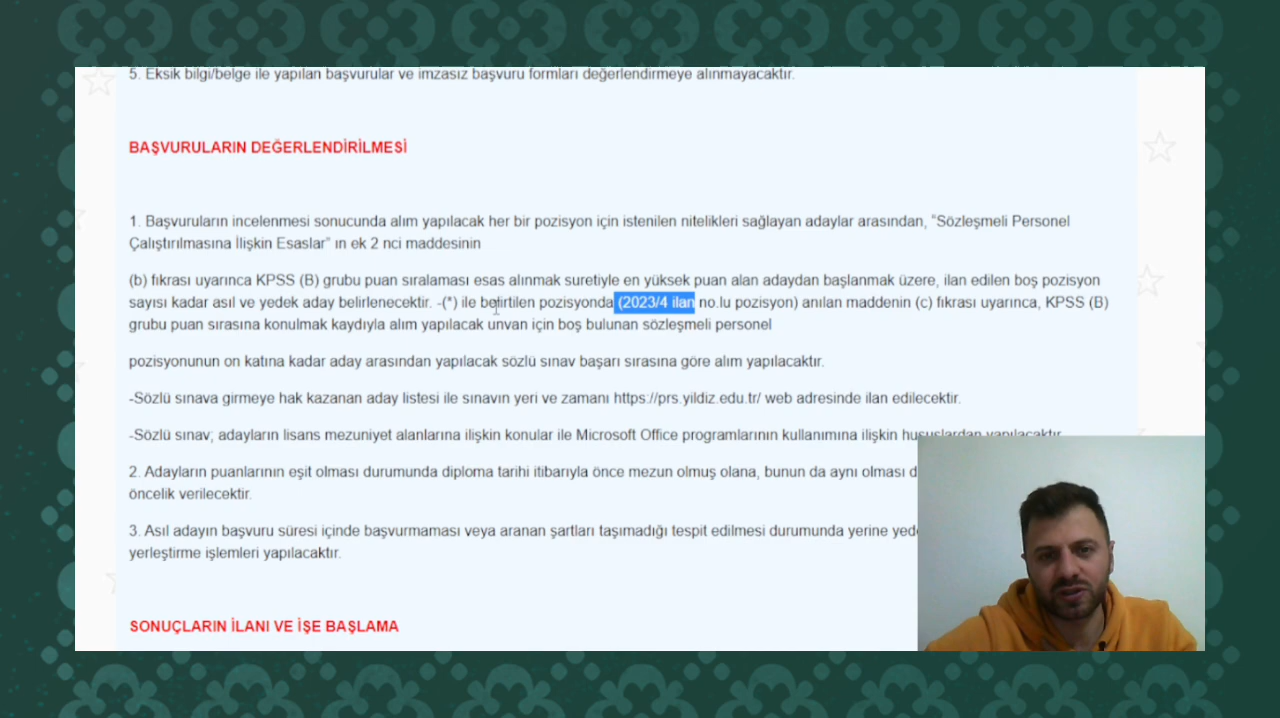 5. Eksik bilgi/belge ile yapılan başvurular ve imzasız başvuru formları değerlendirmeye alınmayacaktır.
BAŞVURULARIN DEĞERLENDİRİLMESİ
1. Başvuruların incelenmesi sonucunda alım yapılacak her bir pozisyon için istenilen nitelikleri sağlayan adaylar arasından, “Sözleşmeli Personel
Çalıştırılmasına İlişkin Esaslar” ın ek 2 nci maddesinin
(b) fıkrası uyarınca KPSS (B) grubu puan sıralaması esas alınmak suretiyle en yüksek puan alan adaydan başlanmak üzere, ilan edilen boş pozisyon
sayısı kadar asıl ve yedek aday belirlenecektir. -(*) ile belirtilen pozisyonda (2023/4 ilan no.lu pozisyon) anılan maddenin (c) fıkrası uyarınca, KPSS (B)
grubu puan sırasına konulmak kaydıyla alım yapılacak unvan için boş bulunan sözleşmeli personel
pozisyonunun on katına kadar aday arasından yapılacak sözlü sınav başarı sırasına göre alım yapılacaktır.
-Sözlü sınava girmeye hak kazanan aday listesi ile sınavın yeri ve zamanı https://prs.yildiz.edu.tr/ web adresinde ilan edilecektir.
-Sözlü sınav; adayların lisans mezuniyet alanlarına ilişkin konular ile Microsoft Office programlarının kullanımına ilişkin hususlardan yapılacaktır.
2. Adayların puanlarının eşit olması durumunda diploma tarihi itibarıyla önce mezun olmuş olana, bunun da aynı olması
öncelik verilecektir.
3. Asıl adayın başvuru süresi içinde başvurmaması veya aranan şartları taşımadığı tespit edilmesi durumunda yerine
yerleştirme işlemleri yapılacaktır.
SONUÇLARIN İLANI VE İŞE BAŞLAMA